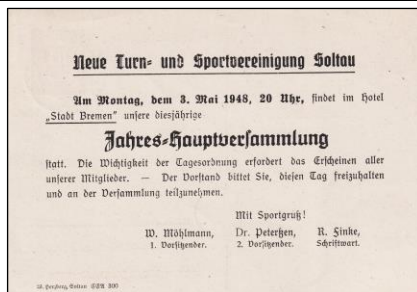 Neue Turn- und Sportvereinigung Soltau
Am Montag, dem 3. Mai 1948, 20 Uhr, findet im Hotel
„Stadt Bremen" unsere diesjährige
Jahres-Hauptversammlung
statt. Die Wichtigkeit der Tagesordnung erfordert das Erscheinen aller
unserer Mitglieder. — Der Vorstand bittet Sie, diesen Tag freizuhalten
und an der Versammlung teilzunehmen.
Mit Sportgruß!
W. Möhlmann, Dr. Peterßen, R. Finke,
1. Vorsitzender. 2. Vorsitzender. Schriftwart.
Soltau